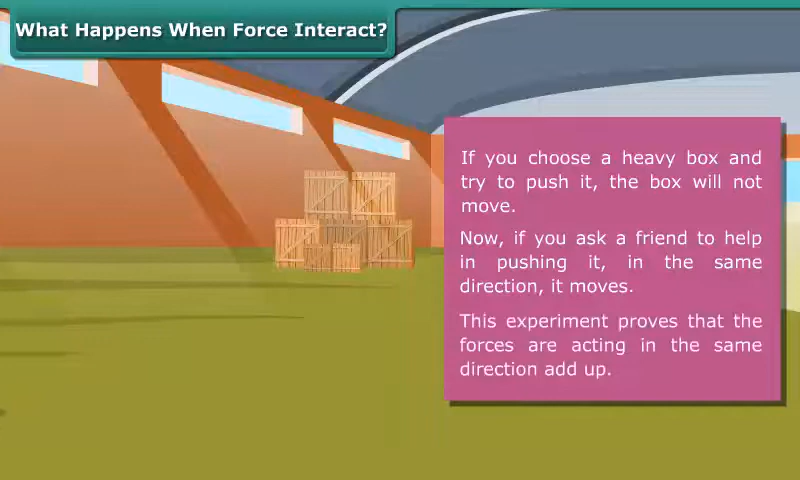 What Happens When Force Interact?
If you choose a heavy box and
try to push it, the box will not
move.
Now, if you ask a friend to help
in pushing it, in the same
direction, it moves.
This experiment proves that the
forces are acting in the same
direction add up.